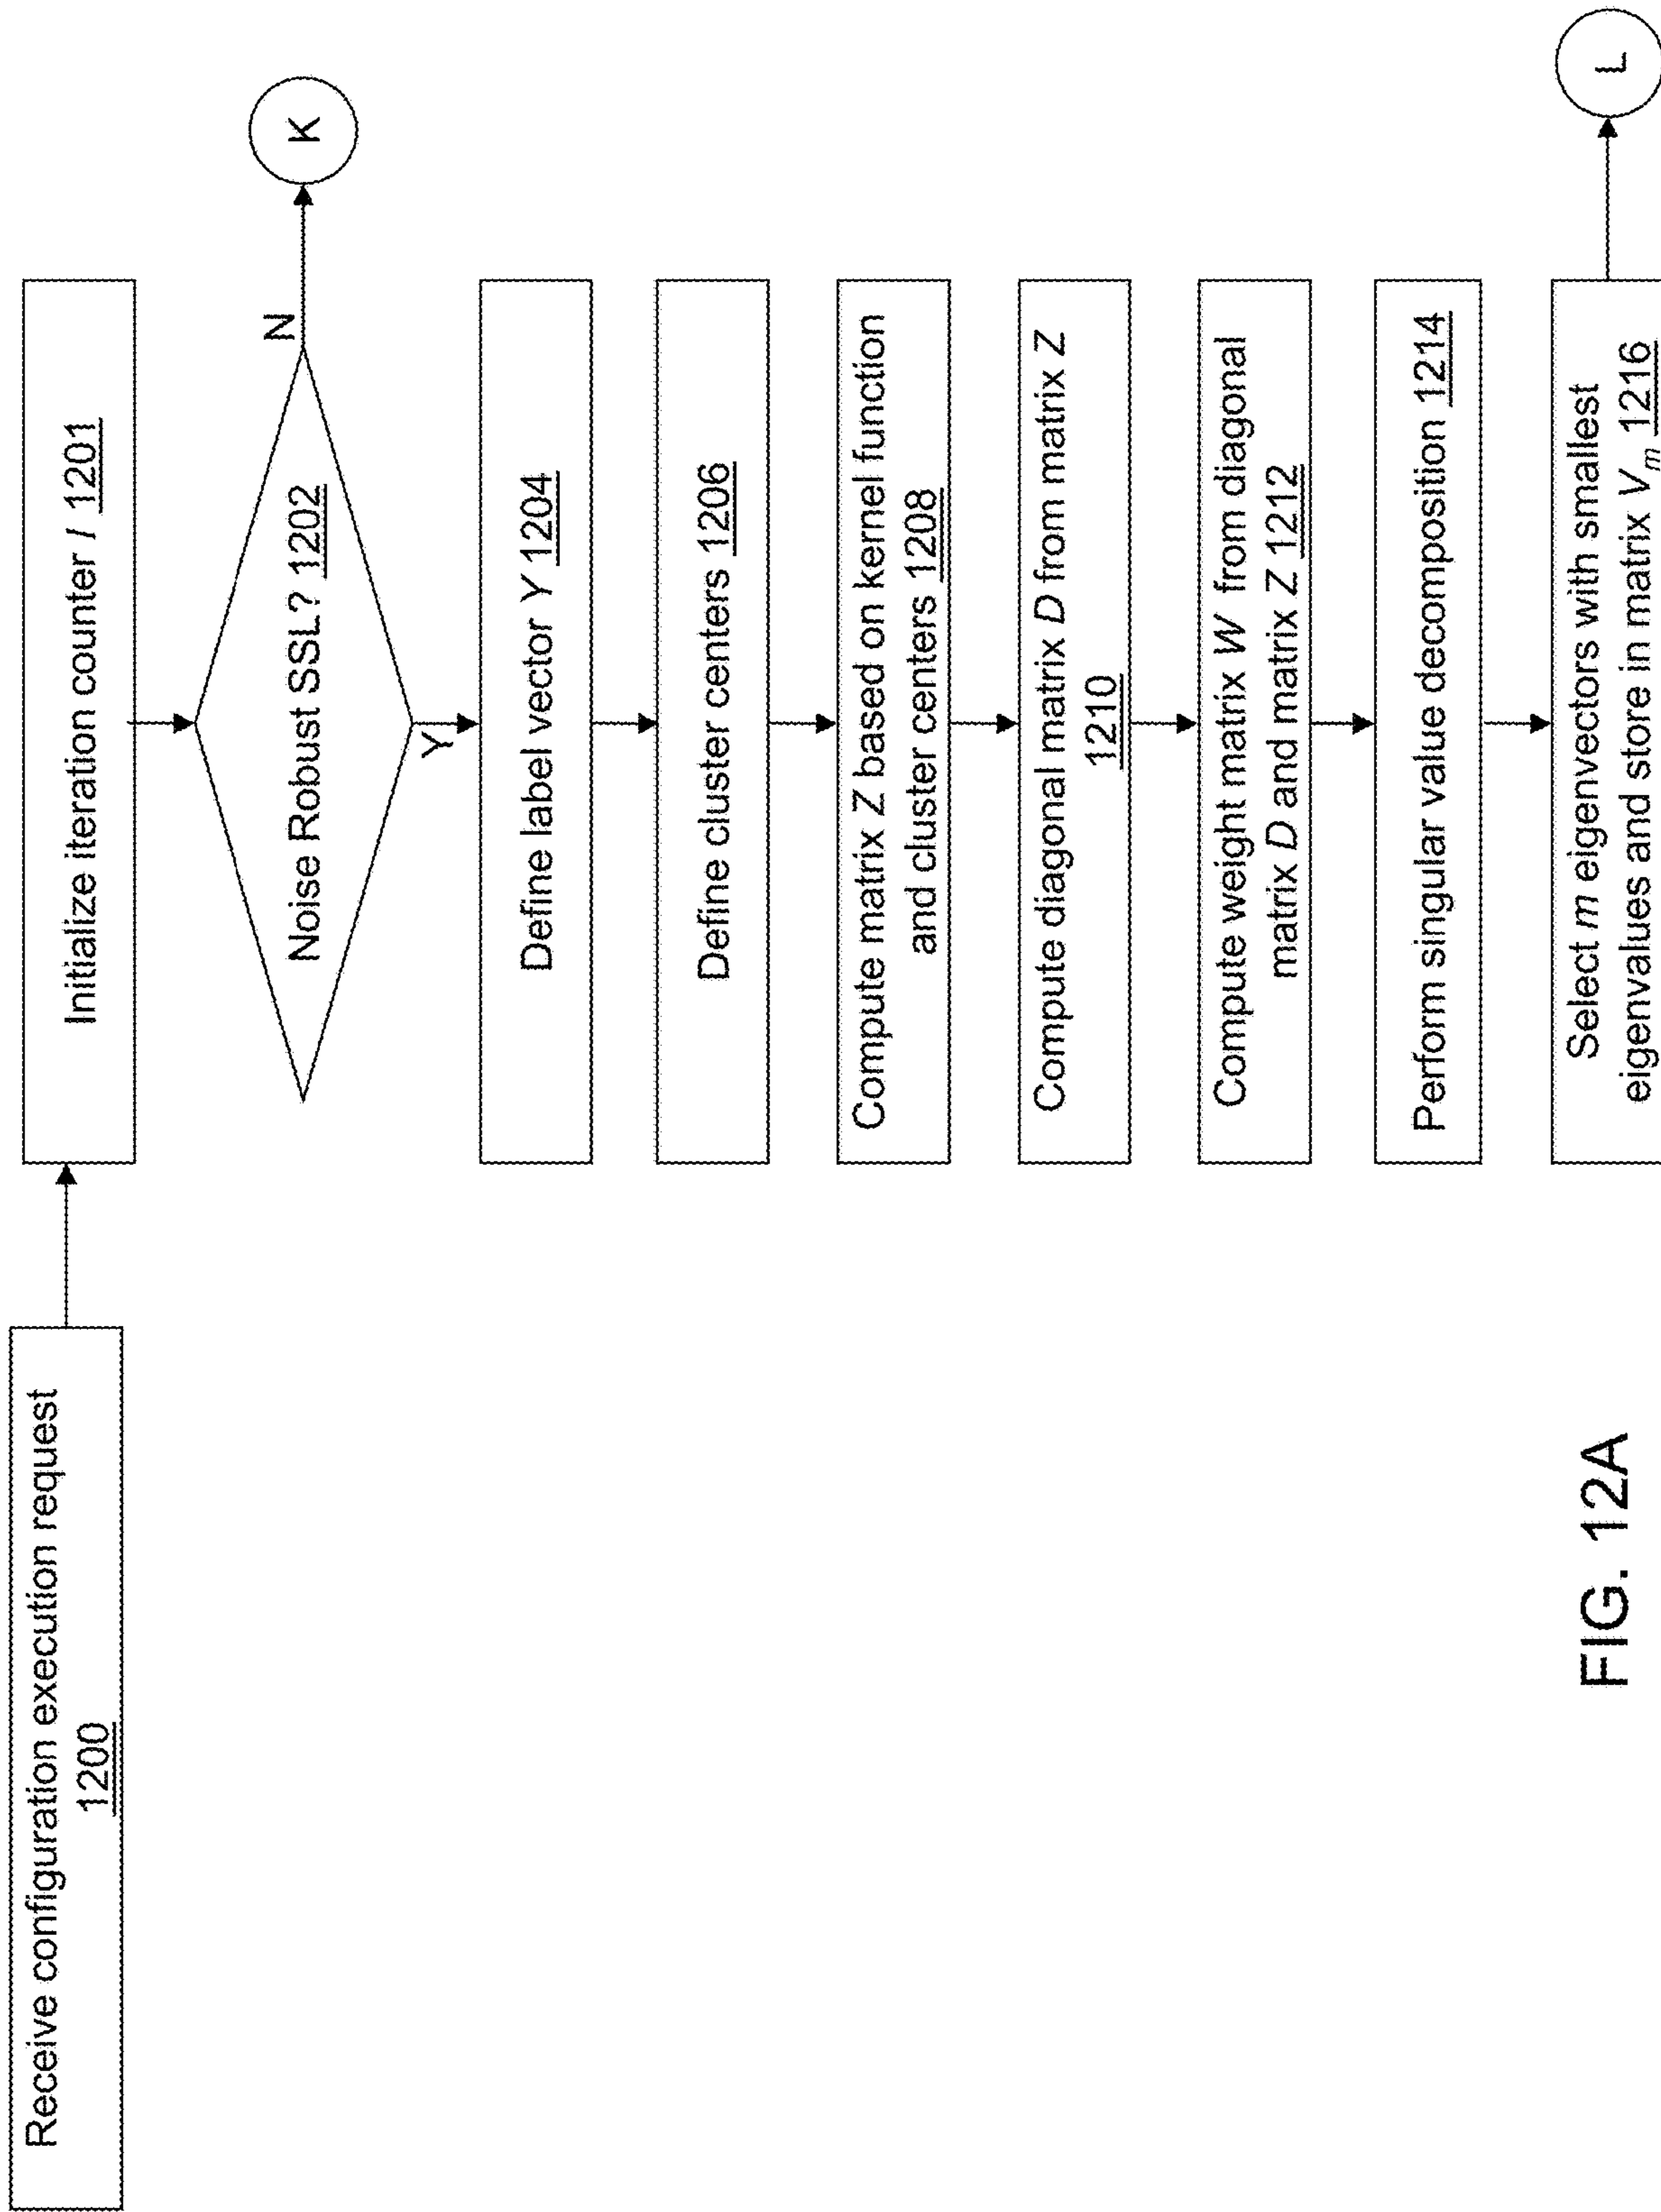 Receive configuration execution request
1200
Initialize iteration counter I 1201
Noise Robust SSL? 1202
N
K
Y
Define label vector Y 1204
Define cluster centers 1206
Compute matrix Z based on kernel function
and cluster centers 1208
Compute diagonal matrix D from matrix Z
1210
Compute weight matrix W from diagonal
matrix D and matrix Z 1212
Perform singular value decomposition 1214
Select m eigenvectors with smallest
eigenvalues and store in matrix Vm 1216
L
FIG. 12A